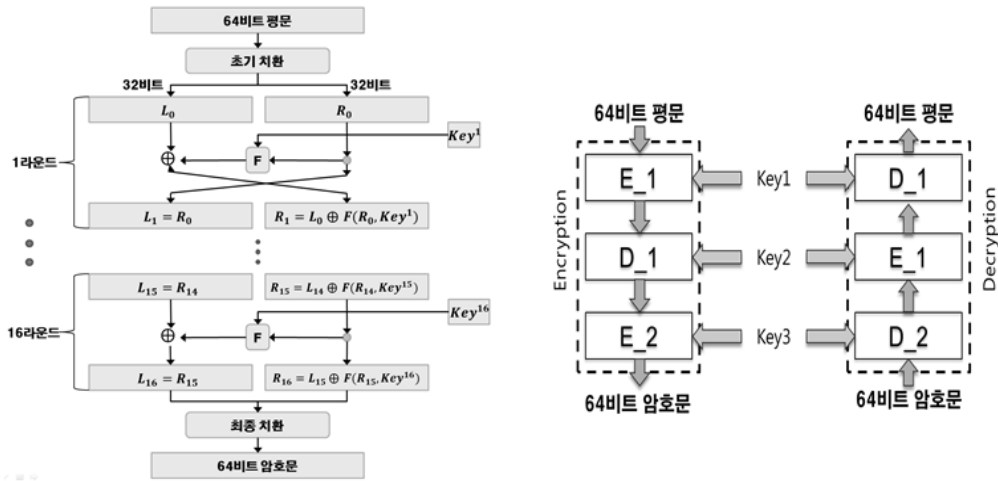 64비트 평문
초기 치환
32비트 32비트
L₀ R₀
Key¹
⊕ F
1라운드
L₁ = R₀ R₁ = L₀ ⊕ F(R₀, Key¹)
L₁₅ = R₁₄ R₁₅ = L₁₄ ⊕ F(R₁₄, Key¹⁵)
Key¹⁶
16라운드
⊕ F
L₁₆ = R₁₅ R₁₆ = L₁₅ ⊕ F(R₁₅, Key¹⁶)
최종 치환
64비트 암호문
64비트 평문 64비트 평문
E_1 Key1 D_1
Encryption
D_1 Key2 E_1
Decryption
E_2 Key3 D_2
64비트 암호문 64비트 암호문